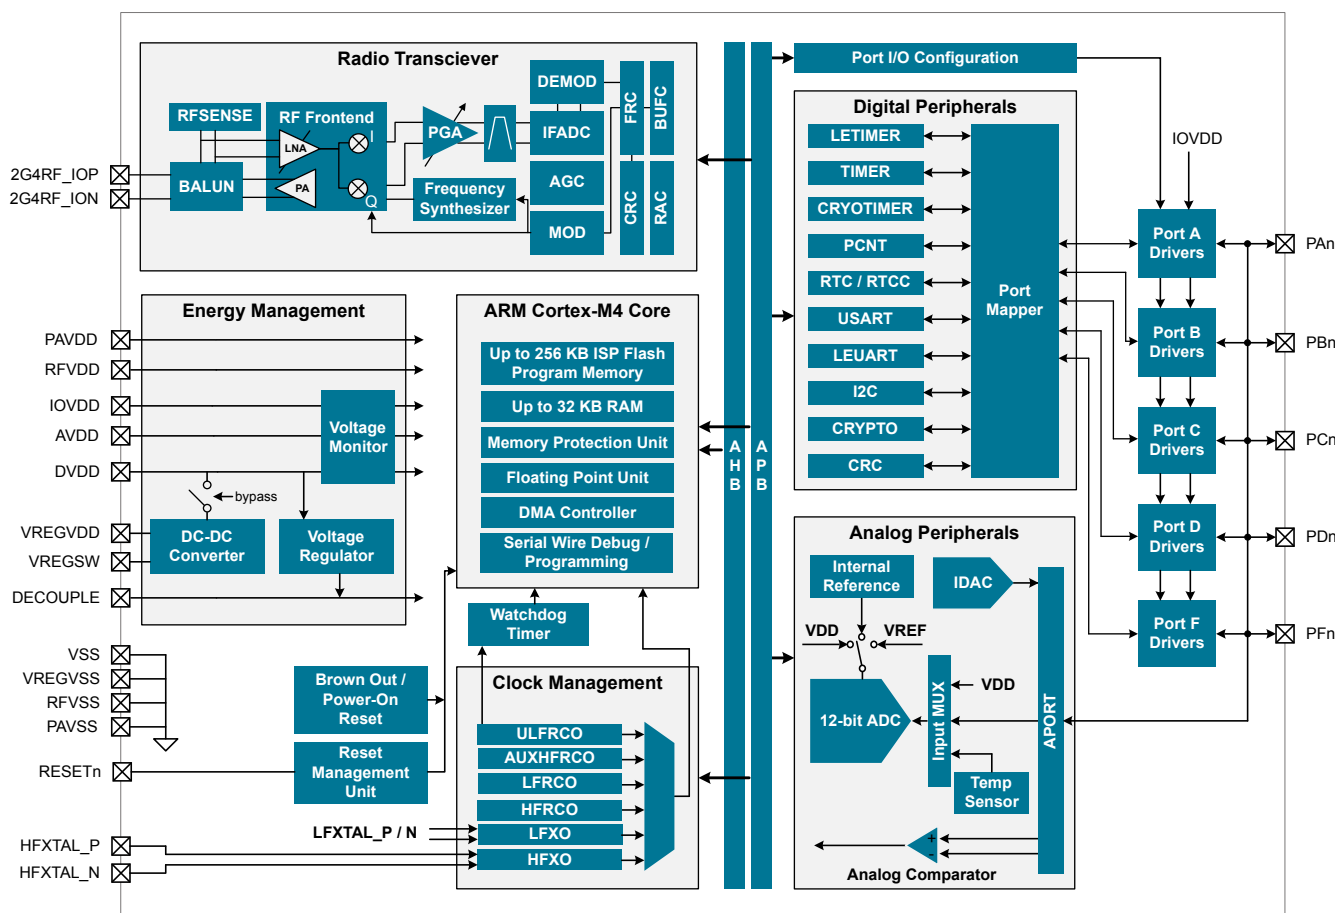 Radio Transciever
RFSENSE
RF Frontend
LNA
I
PA
Q
BALUN
PGA
DEMOD
IFADC
AGC
MOD
Frequency
Synthesizer
FRC
BUFC
CRC
RAC
2G4RF_IOP
2G4RF_ION
Energy Management
PAVDD
RFVDD
IOVDD
AVDD
DVDD
VREGVDD
VREGSW
DECOUPLE
Voltage
Monitor
bypass
DC-DC
Converter
Voltage
Regulator
VSS
VREGVSS
RFVSS
PAVSS
RESETn
HFXTAL_P
HFXTAL_N
Brown Out /
Power-On
Reset
Reset
Management
Unit
LFXTAL_P / N
ARM Cortex-M4 Core
Up to 256 KB ISP Flash
Program Memory
Up to 32 KB RAM
Memory Protection Unit
Floating Point Unit
DMA Controller
Serial Wire Debug /
Programming
Watchdog
Timer
Clock Management
ULFRCO
AUXHFRCO
LFRCO
HFRCO
LFXO
HFXO
AHB
APB
Port I/O Configuration
Digital Peripherals
LETIMER
TIMER
CRYOTIMER
PCNT
RTC / RTCC
USART
LEUART
I2C
CRYPTO
CRC
Port
Mapper
Analog Peripherals
Internal
Reference
IDAC
VDD
VREF
12-bit ADC
Input MUX
VDD
Temp
Sensor
APORT
+
-
Analog Comparator
IOVDD
Port A
Drivers
Port B
Drivers
Port C
Drivers
Port D
Drivers
Port F
Drivers
PAn
PBn
PCn
PDn
PFn